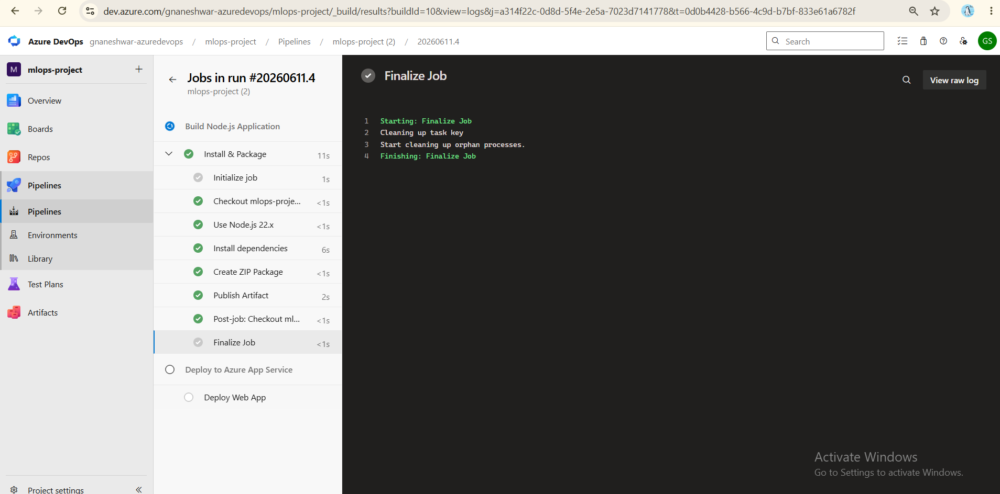 dev.azure.com/gnaneshwar-azuredevops/mlops-project/_build/results?buildId=10&view=logs&j=a314f22c-0d8d-5f4e-2e5a-7023d7141778&t=0d0b4428-b566-4c9d-b7bf-833e61a6782f
Azure DevOps gnaneshwar-azuredevops / mlops-project / Pipelines / mlops-project (2) / 20260611.4
Search
GS
M mlops-project
Overview
Boards
Repos
Pipelines
Pipelines
Environments
Library
Test Plans
Artifacts
Project settings
Jobs in run #20260611.4
mlops-project (2)
Build Node.js Application
Install & Package 11s
Initialize job 1s
Checkout mlops-proje... <1s
Use Node.js 22.x <1s
Install dependencies 6s
Create ZIP Package <1s
Publish Artifact 2s
Post-job: Checkout ml... <1s
Finalize Job <1s
Deploy to Azure App Service
Deploy Web App
Finalize Job
View raw log
1 Starting: Finalize Job
2 Cleaning up task key
3 Start cleaning up orphan processes.
4 Finishing: Finalize Job
Activate Windows
Go to Settings to activate Windows.